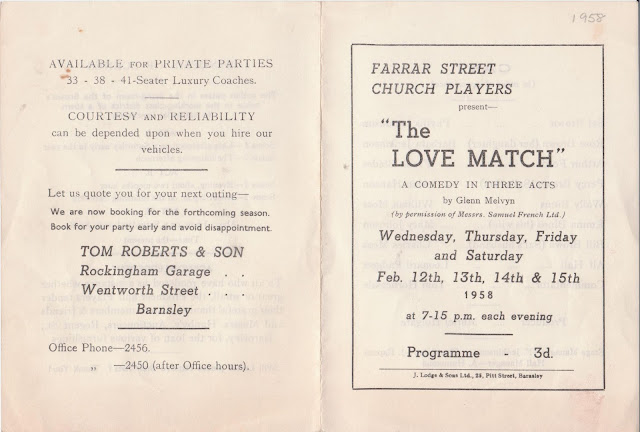 AVAILABLE FOR PRIVATE PARTIES
33 - 38 - 41-Seater Luxury Coaches.
COURTESY AND RELIABILITY
can be depended upon when you hire our
vehicles.
Let us quote you for your next outing—
We are now booking for the forthcoming season.
Book for your party early and avoid disappointment.
TOM ROBERTS & SON
Rockingham Garage . .
Wentworth Street . . .
Barnsley
Office Phone—2456.
„ —2450 (after Office hours).
1958
FARRAR STREET
CHURCH PLAYERS
present—
"The
LOVE MATCH"
A COMEDY IN THREE ACTS
by Glenn Melvyn
(by permission of Messrs. Samuel French Ltd.)
Wednesday, Thursday, Friday
and Saturday
Feb. 12th, 13th, 14th & 15th
1958
at 7-15 p.m. each evening
Programme - 3d.
J. Lodge & Sons Ltd., 28, Pitt Street, Barnsley